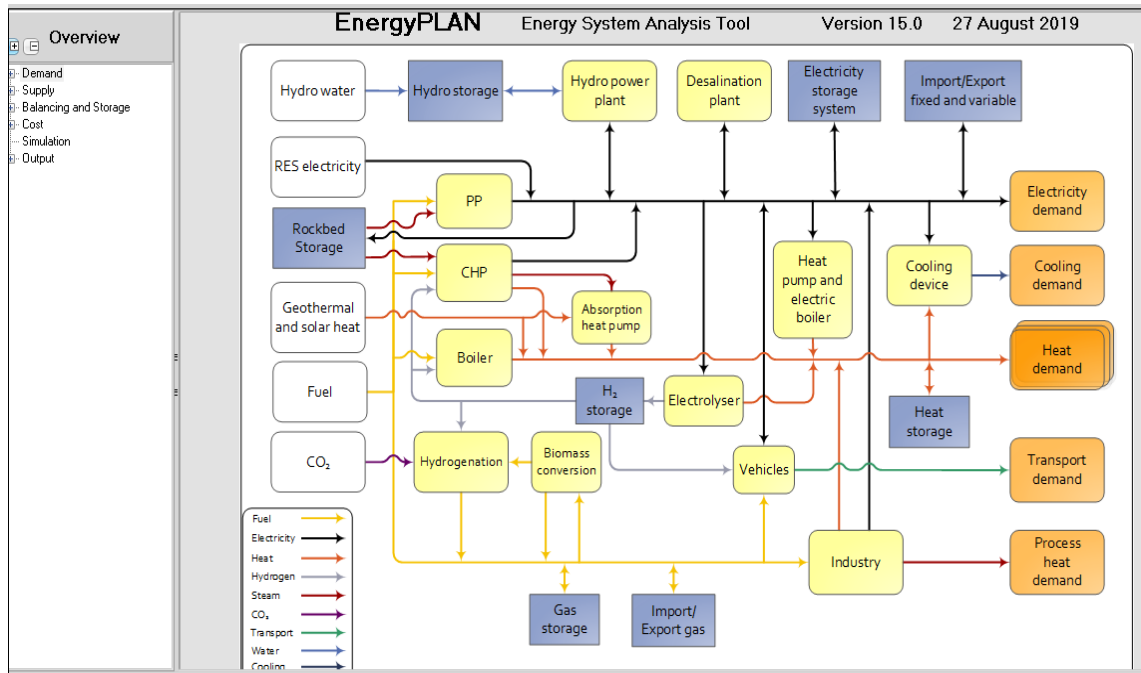 EnergyPLAN Energy System Analysis Tool Version 15.0 27 August 2019
Overview
Demand
Supply
Balancing and Storage
Cost
Simulation
Output
Hydro water
Hydro storage
Hydro power
plant
Desalination
plant
Electricity
storage
system
Import/Export
fixed and variable
RES electricity
PP
Electricity
demand
Rockbed
Storage
CHP
Heat
pump and
electric
boiler
Cooling
device
Cooling
demand
Geothermal
and solar heat
Absorption
heat pump
Boiler
Heat
demand
Fuel
H₂
storage
Electrolyser
Heat
storage
CO₂
Hydrogenation
Biomass
conversion
Vehicles
Transport
demand
Industry
Process
heat
demand
Gas
storage
Import/
Export gas
Fuel
Electricity
Heat
Hydrogen
Steam
CO₂
Transport
Water
Cooling